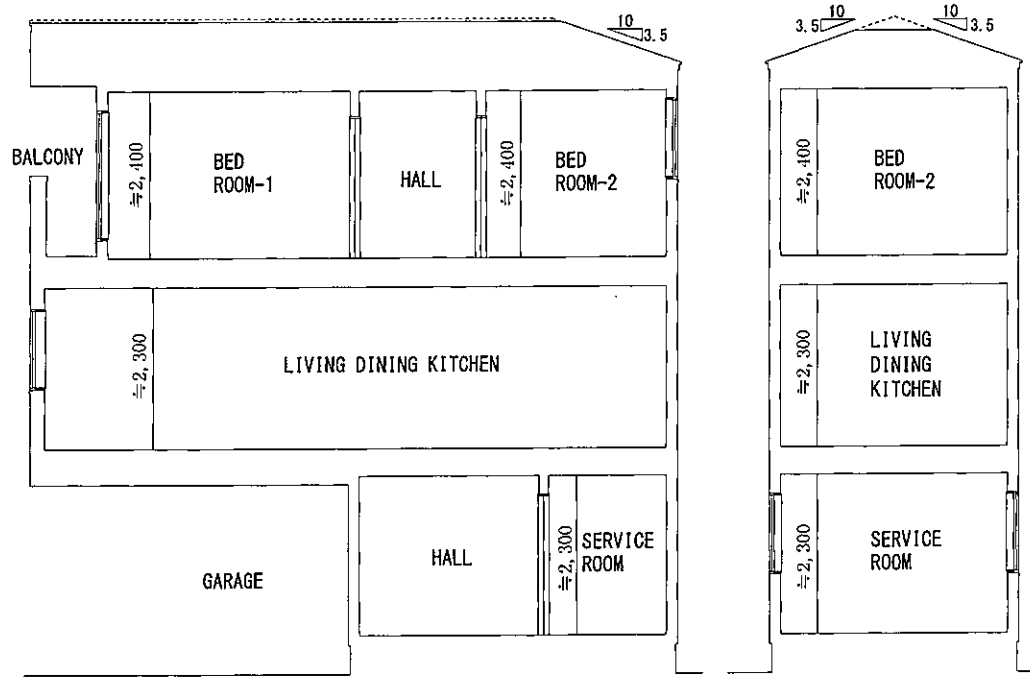 10
3.5
10
3.5
10
3.5
BALCONY
≒2,400
BED
ROOM-1
HALL
≒2,400
BED
ROOM-2
≒2,400
BED
ROOM-2
≒2,300
LIVING DINING KITCHEN
≒2,300
LIVING
DINING
KITCHEN
GARAGE
HALL
≒2,300
SERVICE
ROOM
≒2,300
SERVICE
ROOM